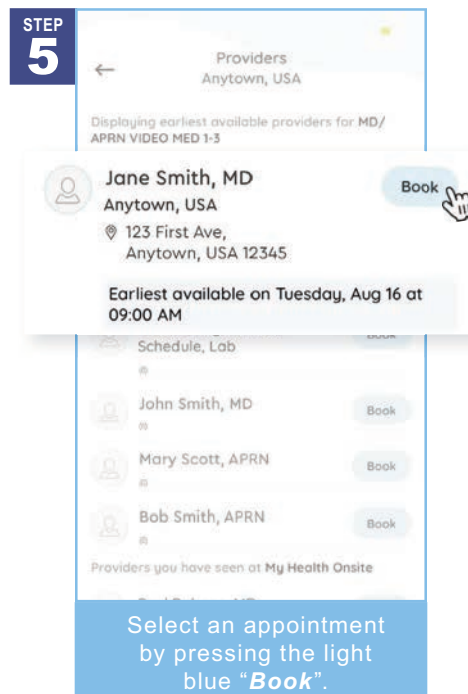 STEP
5
Providers
Anytown, USA
Displaying earliest available providers for MD/
APRN VIDEO MED 1-3
Jane Smith, MD
Book
Anytown, USA
123 First Ave,
Anytown, USA 12345
Earliest available on Tuesday, Aug 16 at
09:00 AM
Book
Schedule, Lab
John Smith, MD
Book
Mary Scott, APRN
Book
Bob Smith, APRN
Book
Providers you have seen at My Health Onsite
Select an appointment
by pressing the light
blue “Book”.